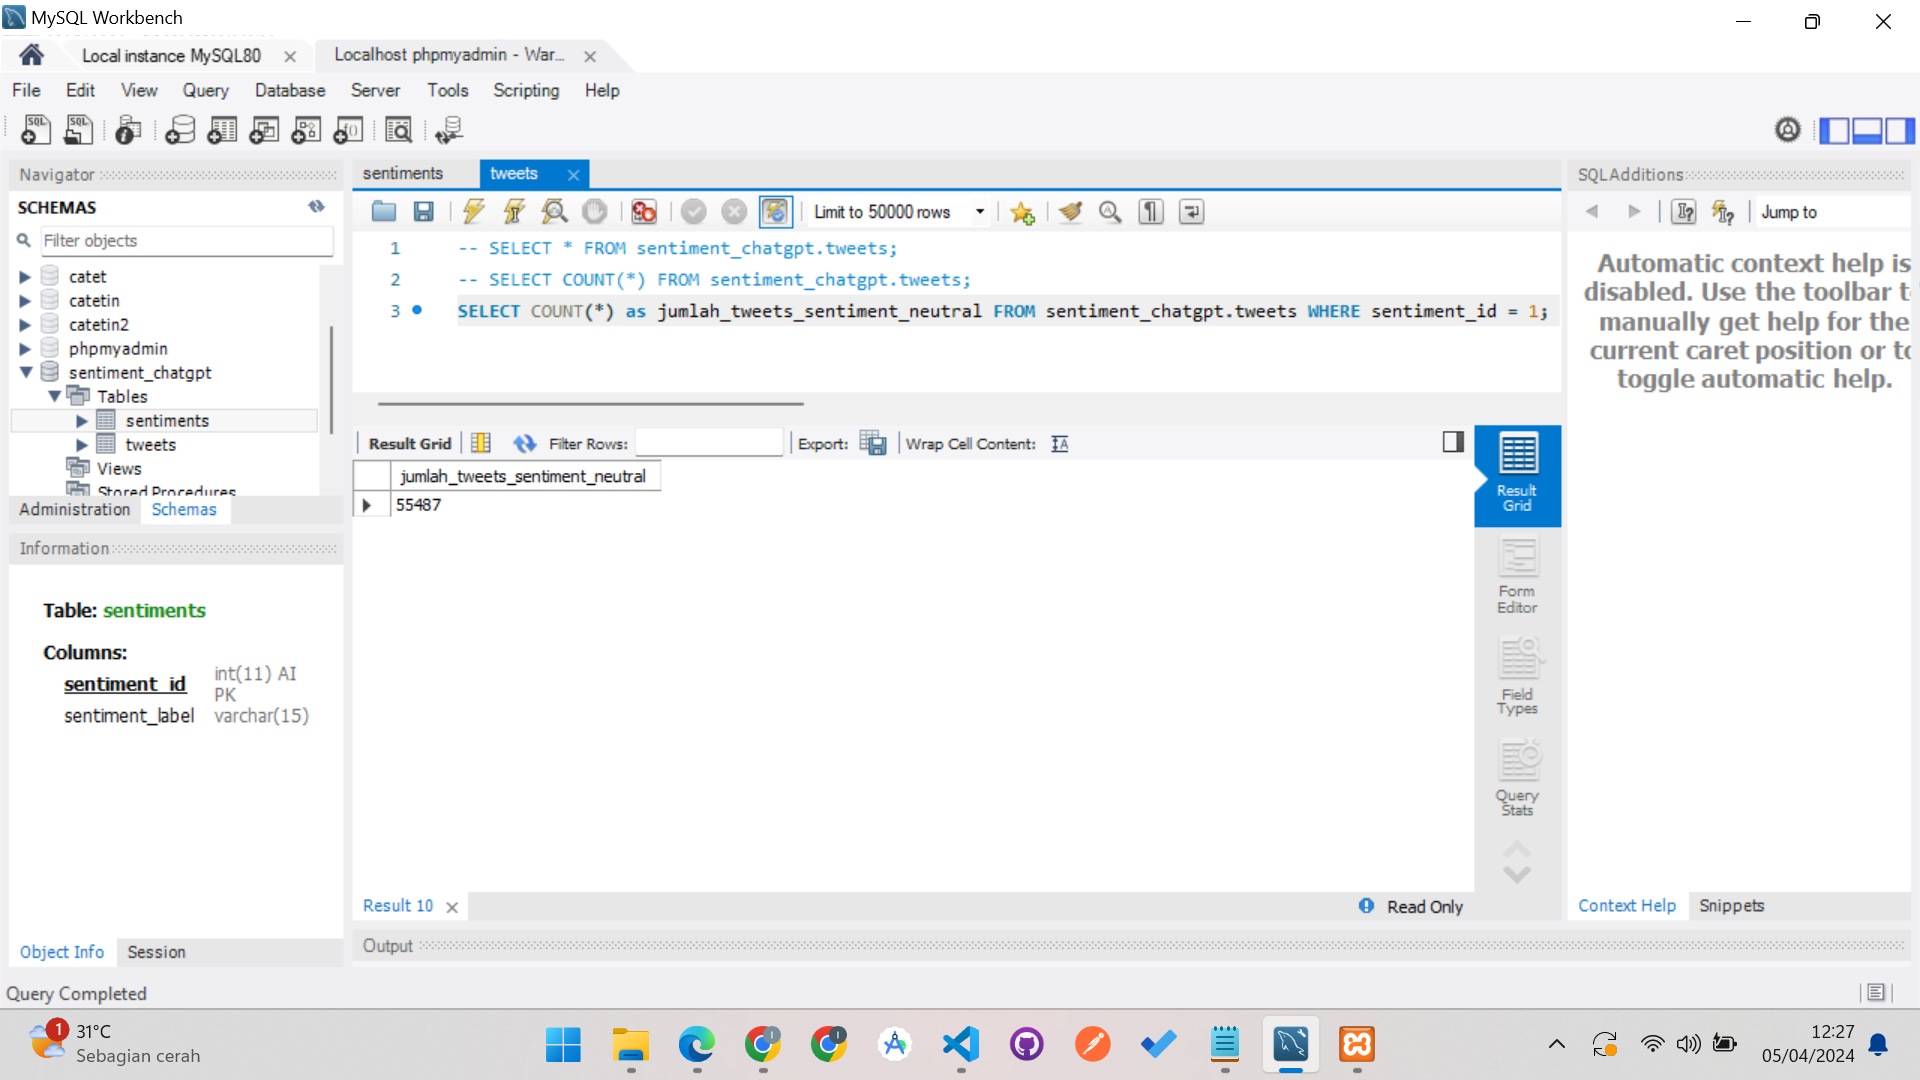 MySQL Workbench
Local instance MySQL80
Localhost phpmyadmin - War...
File Edit View Query Database Server Tools Scripting Help
Navigator
SCHEMAS
Filter objects
catet
catetin
catetin2
phpmyadmin
sentiment_chatgpt
Tables
sentiments
tweets
Views
Stored Procedures
Administration Schemas
Information
Table: sentiments
Columns:
sentiment_id int(11) AI
PK
sentiment_label varchar(15)
Object Info Session
Query Completed
sentiments tweets
Limit to 50000 rows
1 -- SELECT * FROM sentiment_chatgpt.tweets;
2 -- SELECT COUNT(*) FROM sentiment_chatgpt.tweets;
3 SELECT COUNT(*) as jumlah_tweets_sentiment_neutral FROM sentiment_chatgpt.tweets WHERE sentiment_id = 1;
Result Grid Filter Rows: Export: Wrap Cell Content:
jumlah_tweets_sentiment_neutral
55487
Result
Grid
Form
Editor
Field
Types
Query
Stats
Result 10
Read Only
Output
SQLAdditions
Jump to
Automatic context help is
disabled. Use the toolbar t
manually get help for the
current caret position or to
toggle automatic help.
Context Help Snippets
1
31°C
Sebagian cerah
12:27
05/04/2024